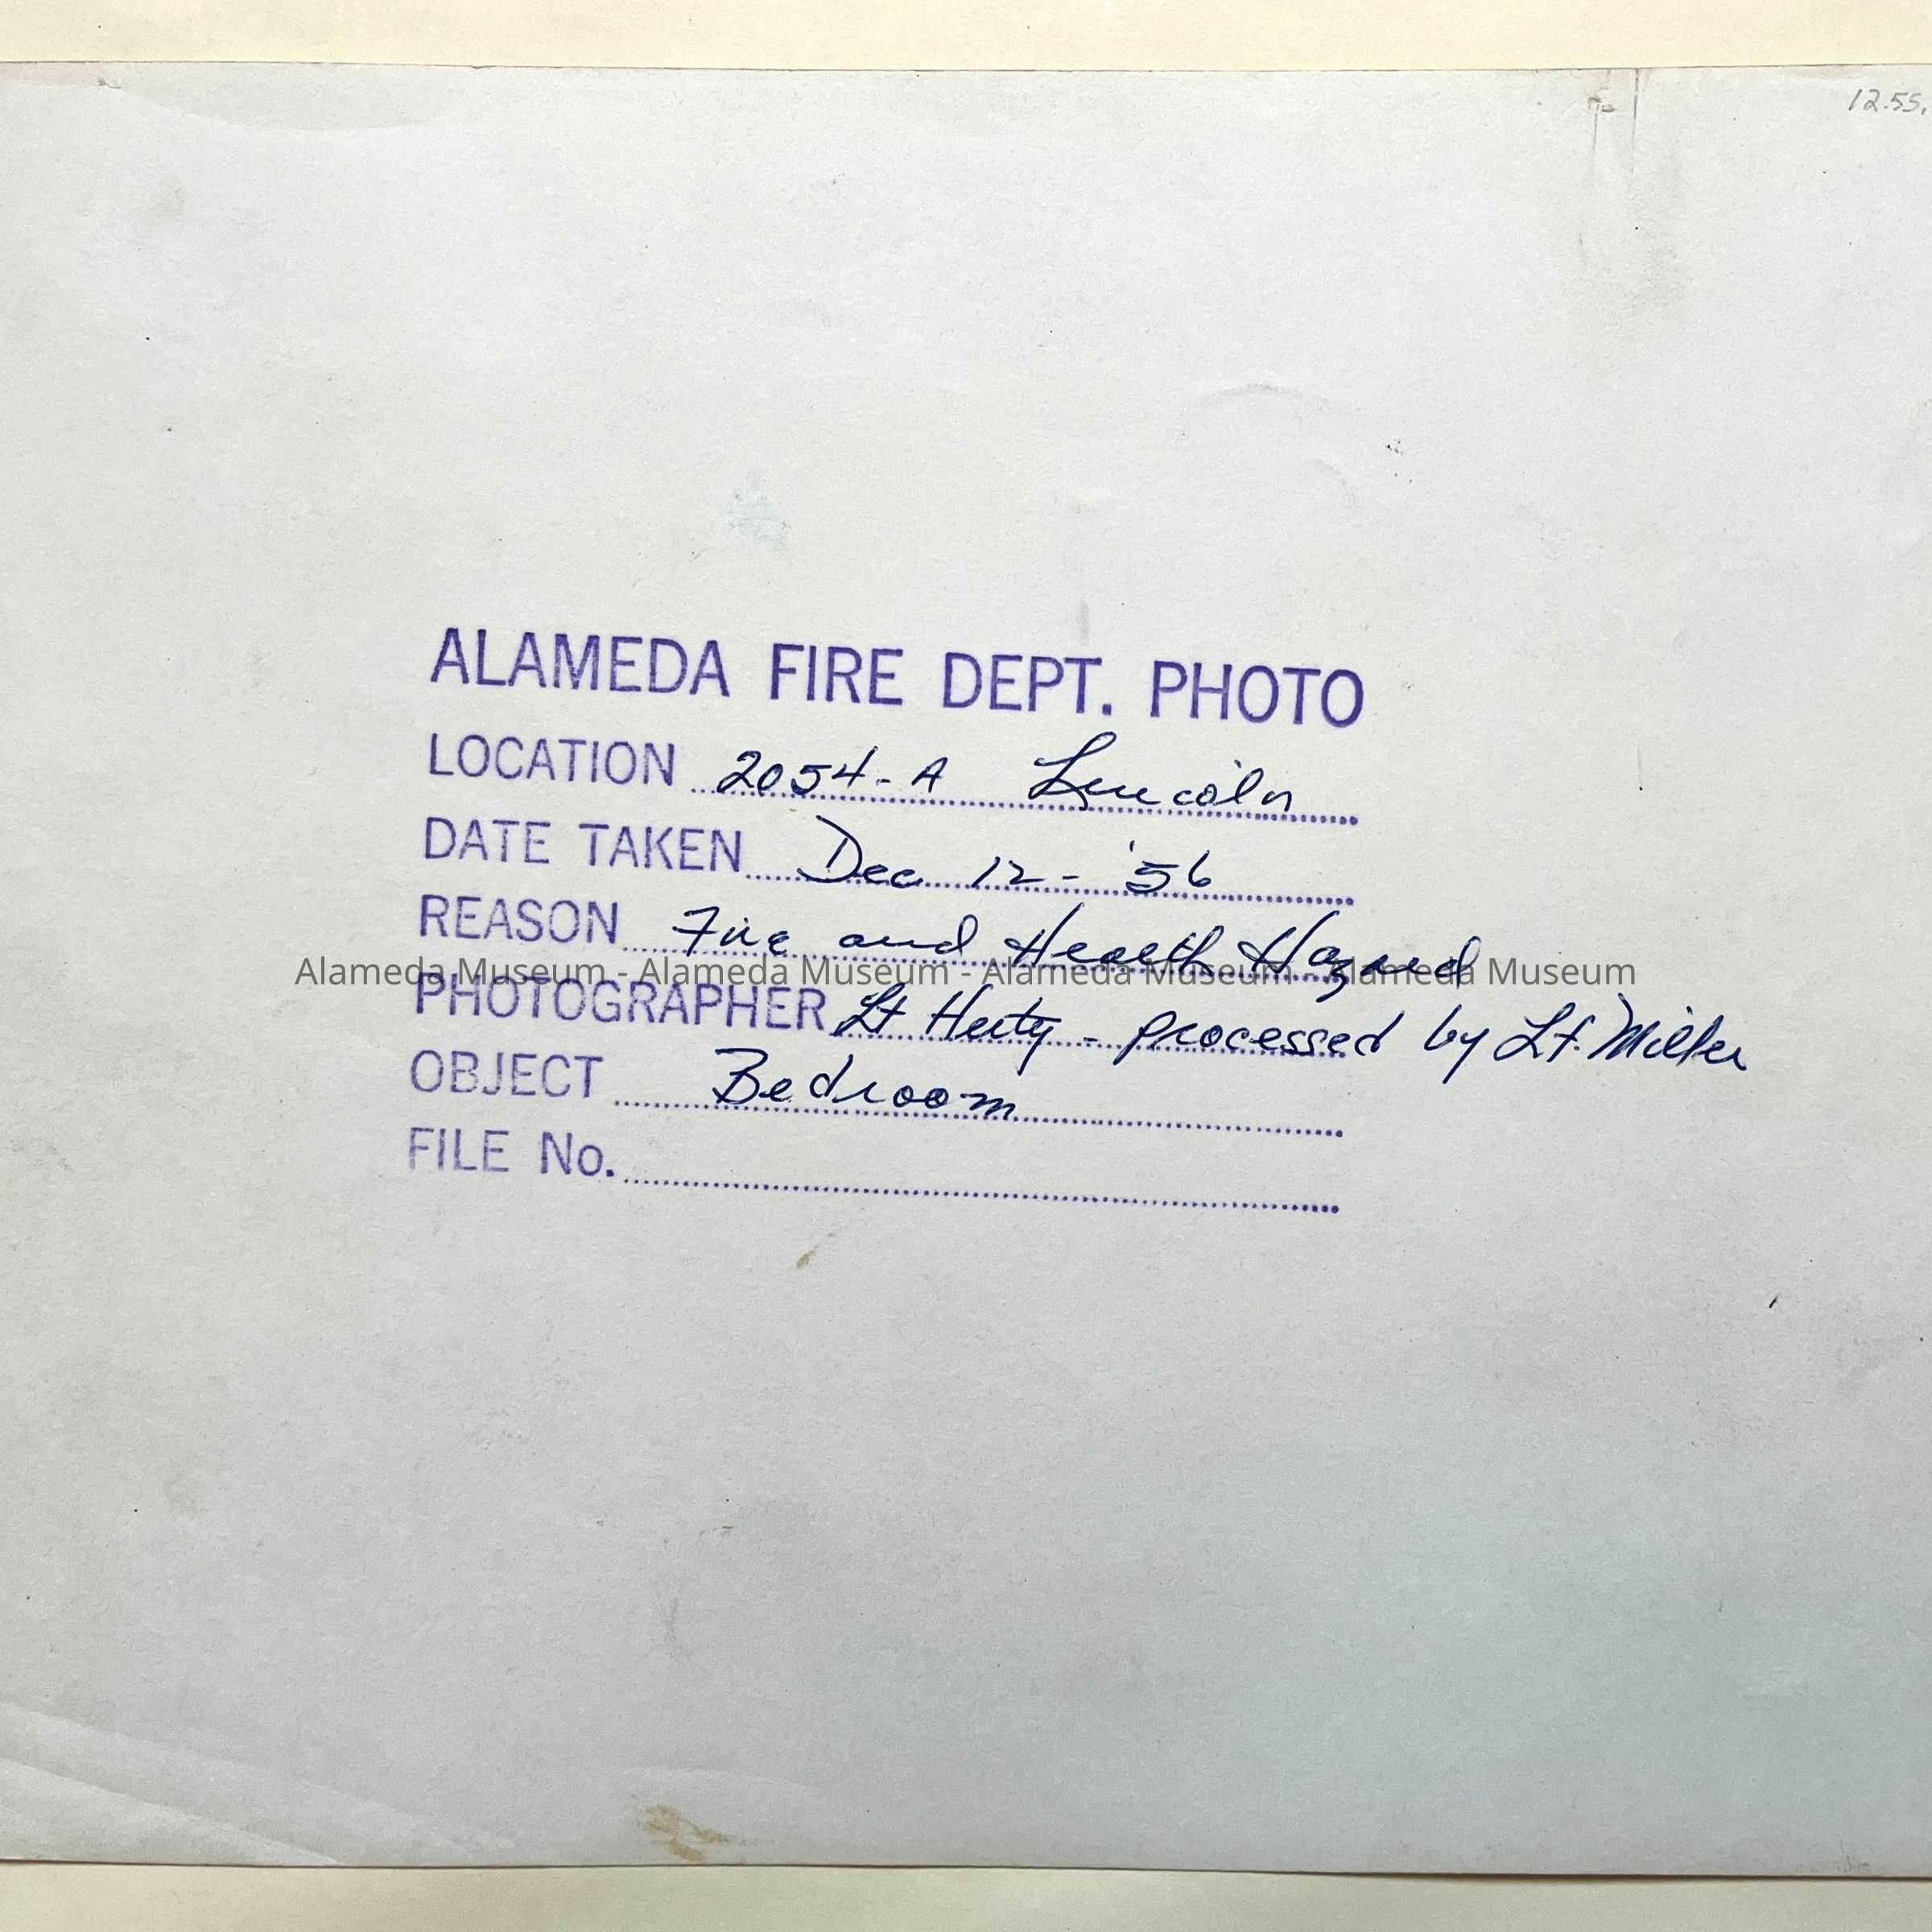 12.55.
ALAMEDA FIRE DEPT. PHOTO
LOCATION 2054-A Lincoln
DATE TAKEN Dec 12 - '56
REASON Fire and Health Hazard
Alameda Museum - Alameda Museum - Alameda Museum - Alameda Museum
PHOTOGRAPHER Lt - processed by Lt. Miller
OBJECT Bedroom
FILE No.